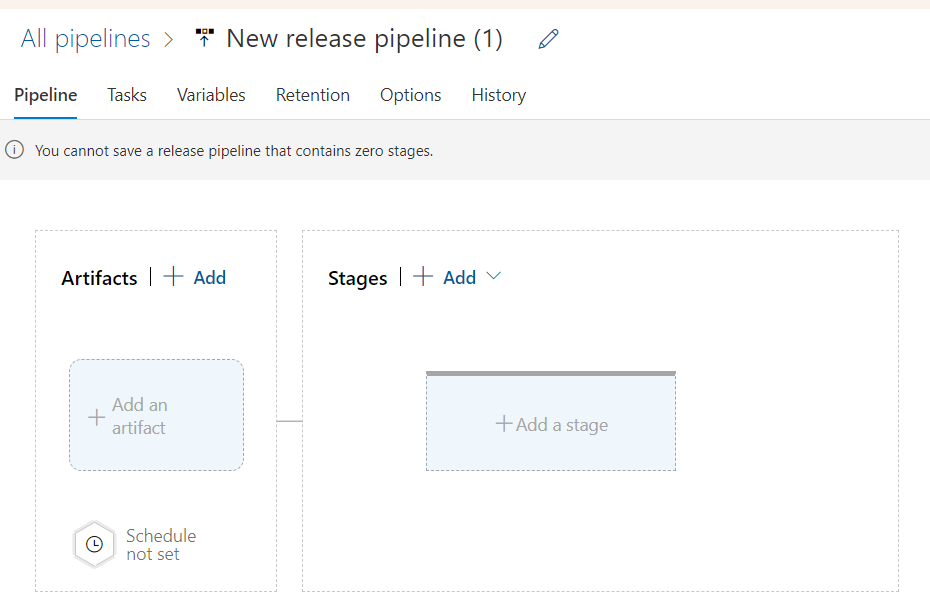 All pipelines > New release pipeline (1)
Pipeline Tasks Variables Retention Options History
You cannot save a release pipeline that contains zero stages.
Artifacts | + Add
Stages | + Add
+ Add an
artifact
+ Add a stage
Schedule
not set